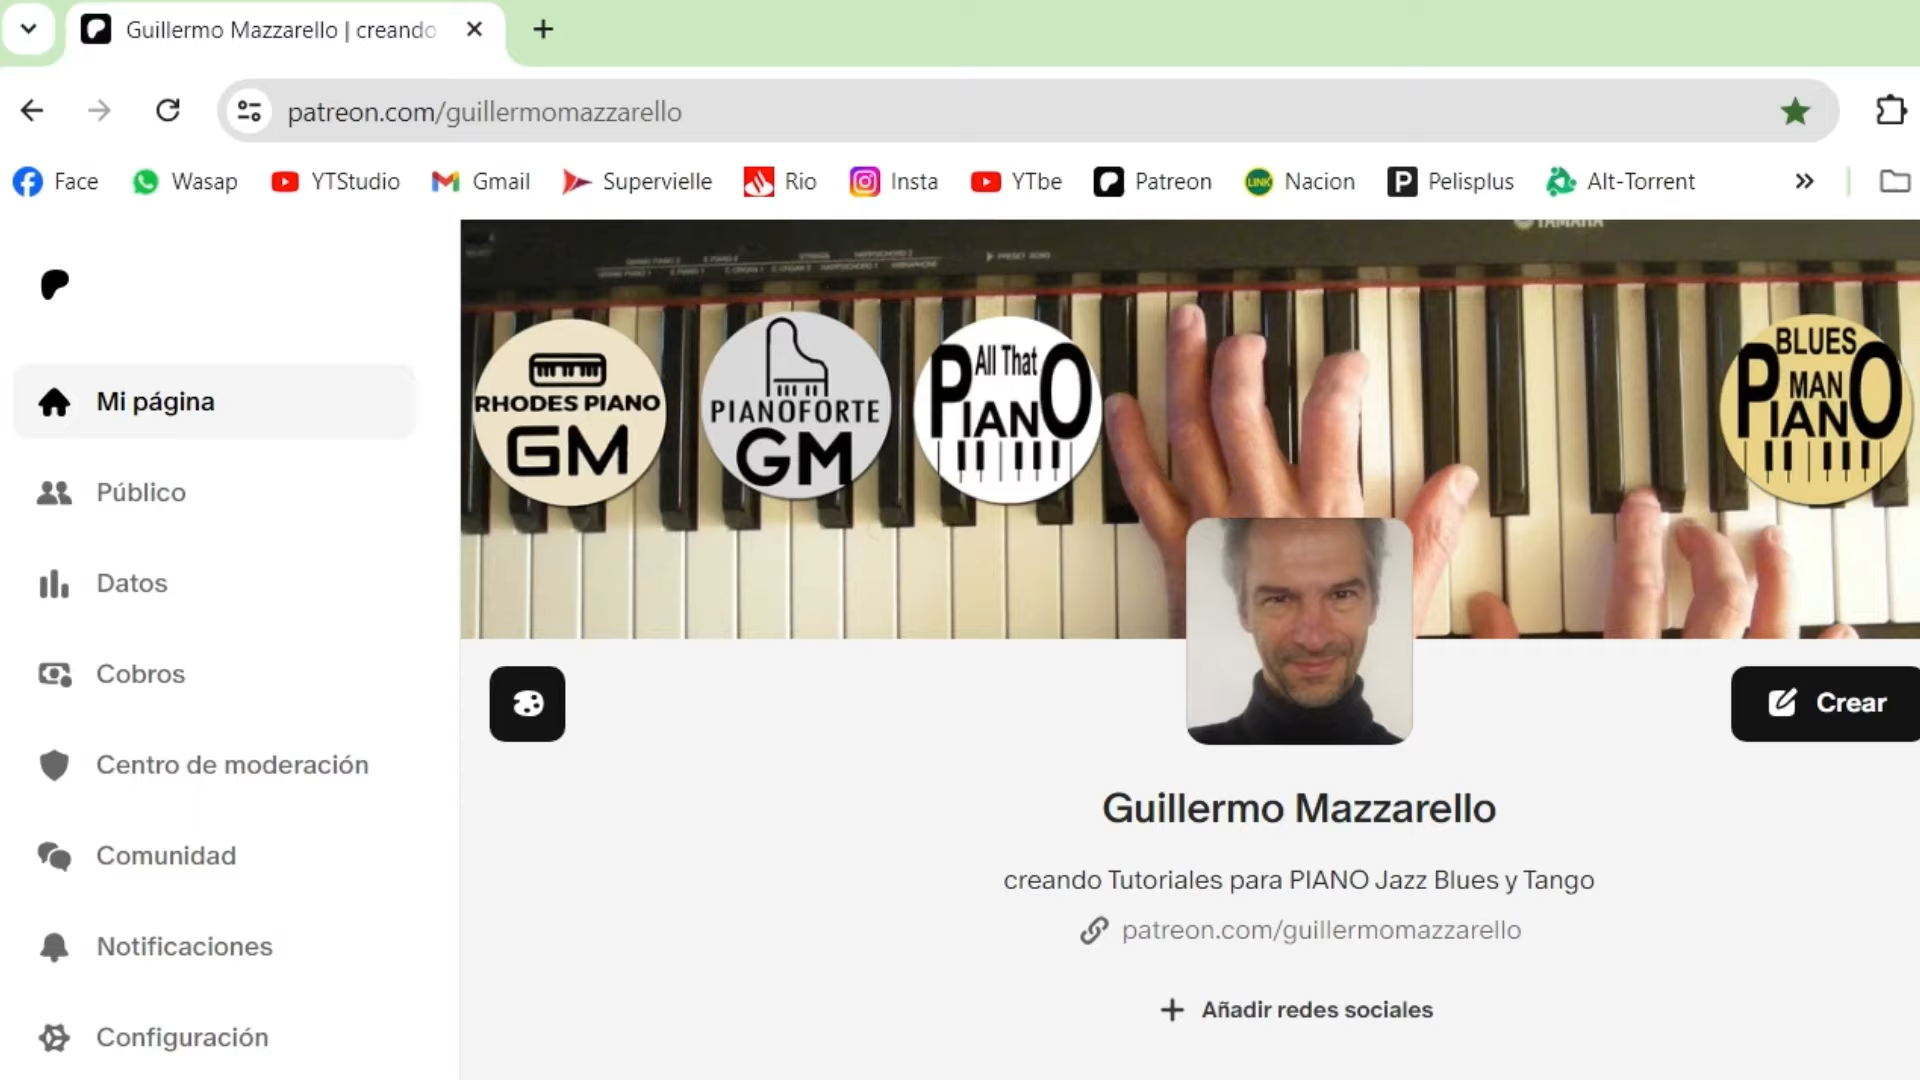 Guillermo Mazzarello | creando
patreon.com/guillermomazzarello
Face Wasap YTStudio Gmail Supervielle Rio Insta YTbe Patreon LINK Nacion Pelisplus Alt-Torrent
YAMAHA
RHODES PIANO
GM
PIANOFORTE
GM
All That
PIANO
BLUES
MAN
PIANO
Mi página
Público
Datos
Cobros
Centro de moderación
Comunidad
Notificaciones
Configuración
Crear
Guillermo Mazzarello
creando Tutoriales para PIANO Jazz Blues y Tango
patreon.com/guillermomazzarello
Añadir redes sociales